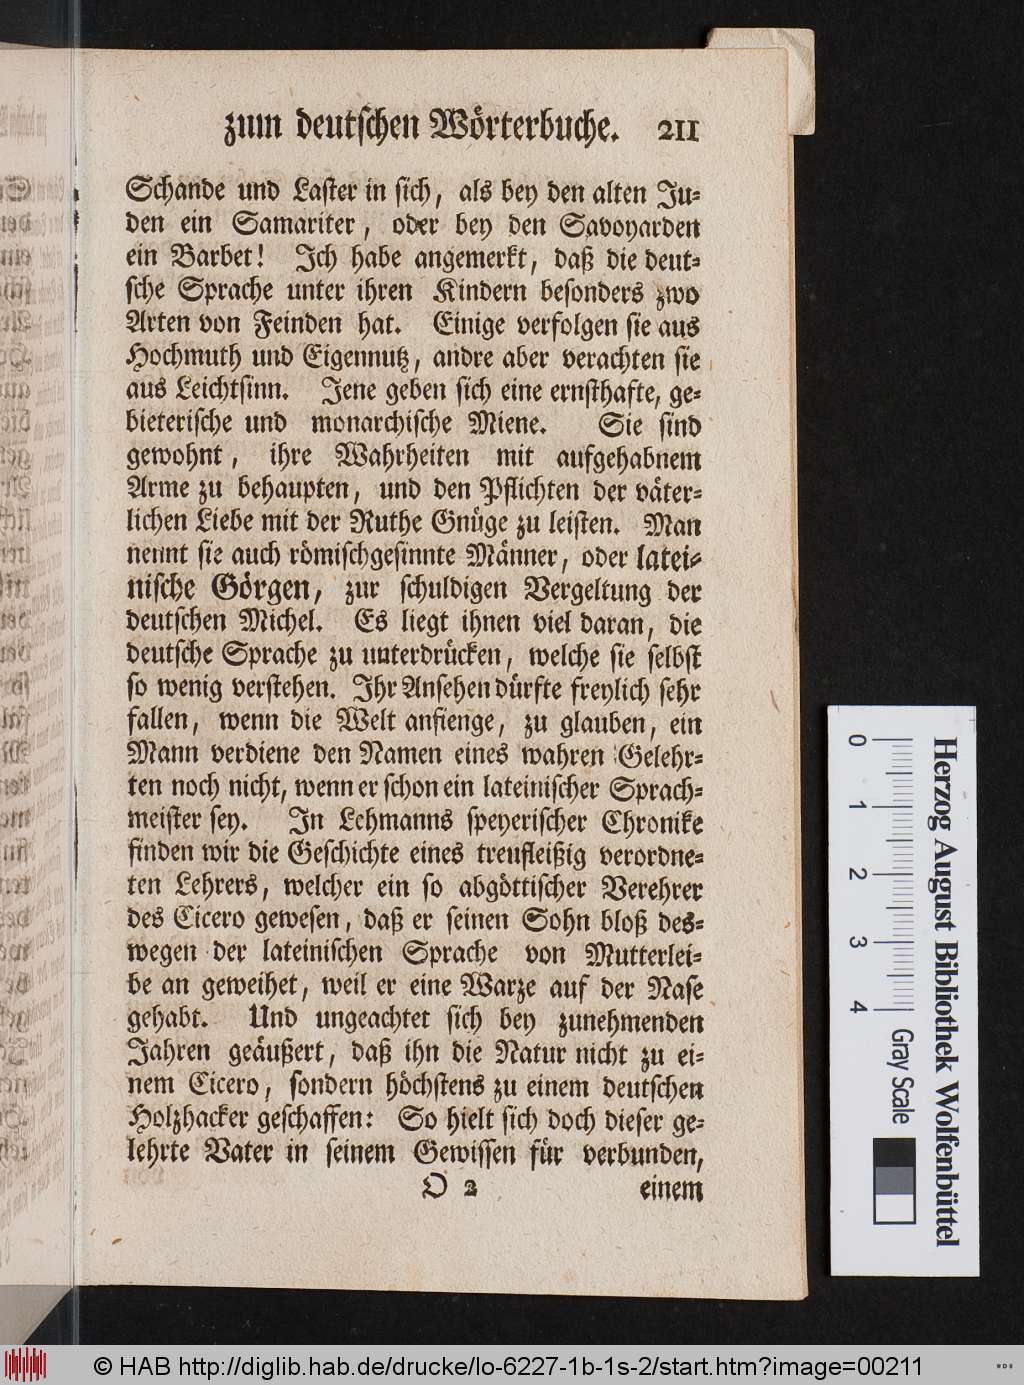 zum deutschen Wörterbuche. 211
Schande und Laster in sich, als bey den alten Ju-
den ein Samariter, oder bey den Savoyarden
ein Barbet! Ich habe angemerkt, daß die deut-
sche Sprache unter ihren Kindern besonders zwo
Arten von Feinden hat. Einige verfolgen sie aus
Hochmuth und Eigennutz, andre aber verachten sie
aus Leichtsinn. Jene geben sich eine ernsthafte, ge-
bieterische und monarchische Miene. Sie sind
gewohnt, ihre Wahrheiten mit aufgehabnem
Arme zu behaupten, und den Pflichten der väter-
lichen Liebe mit der Ruthe Gnüge zu leisten. Man
nennt sie auch römischgesinnte Männer, oder latei-
nische Görgen, zur schuldigen Vergeltung der
deutschen Michel. Es liegt ihnen viel daran, die
deutsche Sprache zu unterdrücken, welche sie selbst
so wenig verstehen. Ihr Ansehen dürfte freylich sehr
fallen, wenn die Welt anfienge, zu glauben, ein
Mann verdiene den Namen eines wahren Gelehr-
ten noch nicht, wenn er schon ein lateinischer Sprach-
meister sey. In Lehmanns speyerischer Chronike
finden wir die Geschichte eines treufleißig verordne-
ten Lehrers, welcher ein so abgöttischer Verehrer
des Cicero gewesen, daß er seinen Sohn bloß des-
wegen der lateinischen Sprache von Mutterlei-
be an geweihet, weil er eine Warze auf der Nase
gehabt. Und ungeachtet sich bey zunehmenden
Jahren geäußert, daß ihn die Natur nicht zu ei-
nem Cicero, sondern höchstens zu einem deutschen
Holzhacker geschaffen: So hielt sich doch dieser ge-
lehrte Vater in seinem Gewissen für verbunden,
O 2 einem
Herzog August Bibliothek Wolfenbüttel
0 1 2 3 4 Gray Scale
© HAB http://diglib.hab.de/drucke/lo-6227-1b-1s-2/start.htm?image=00211